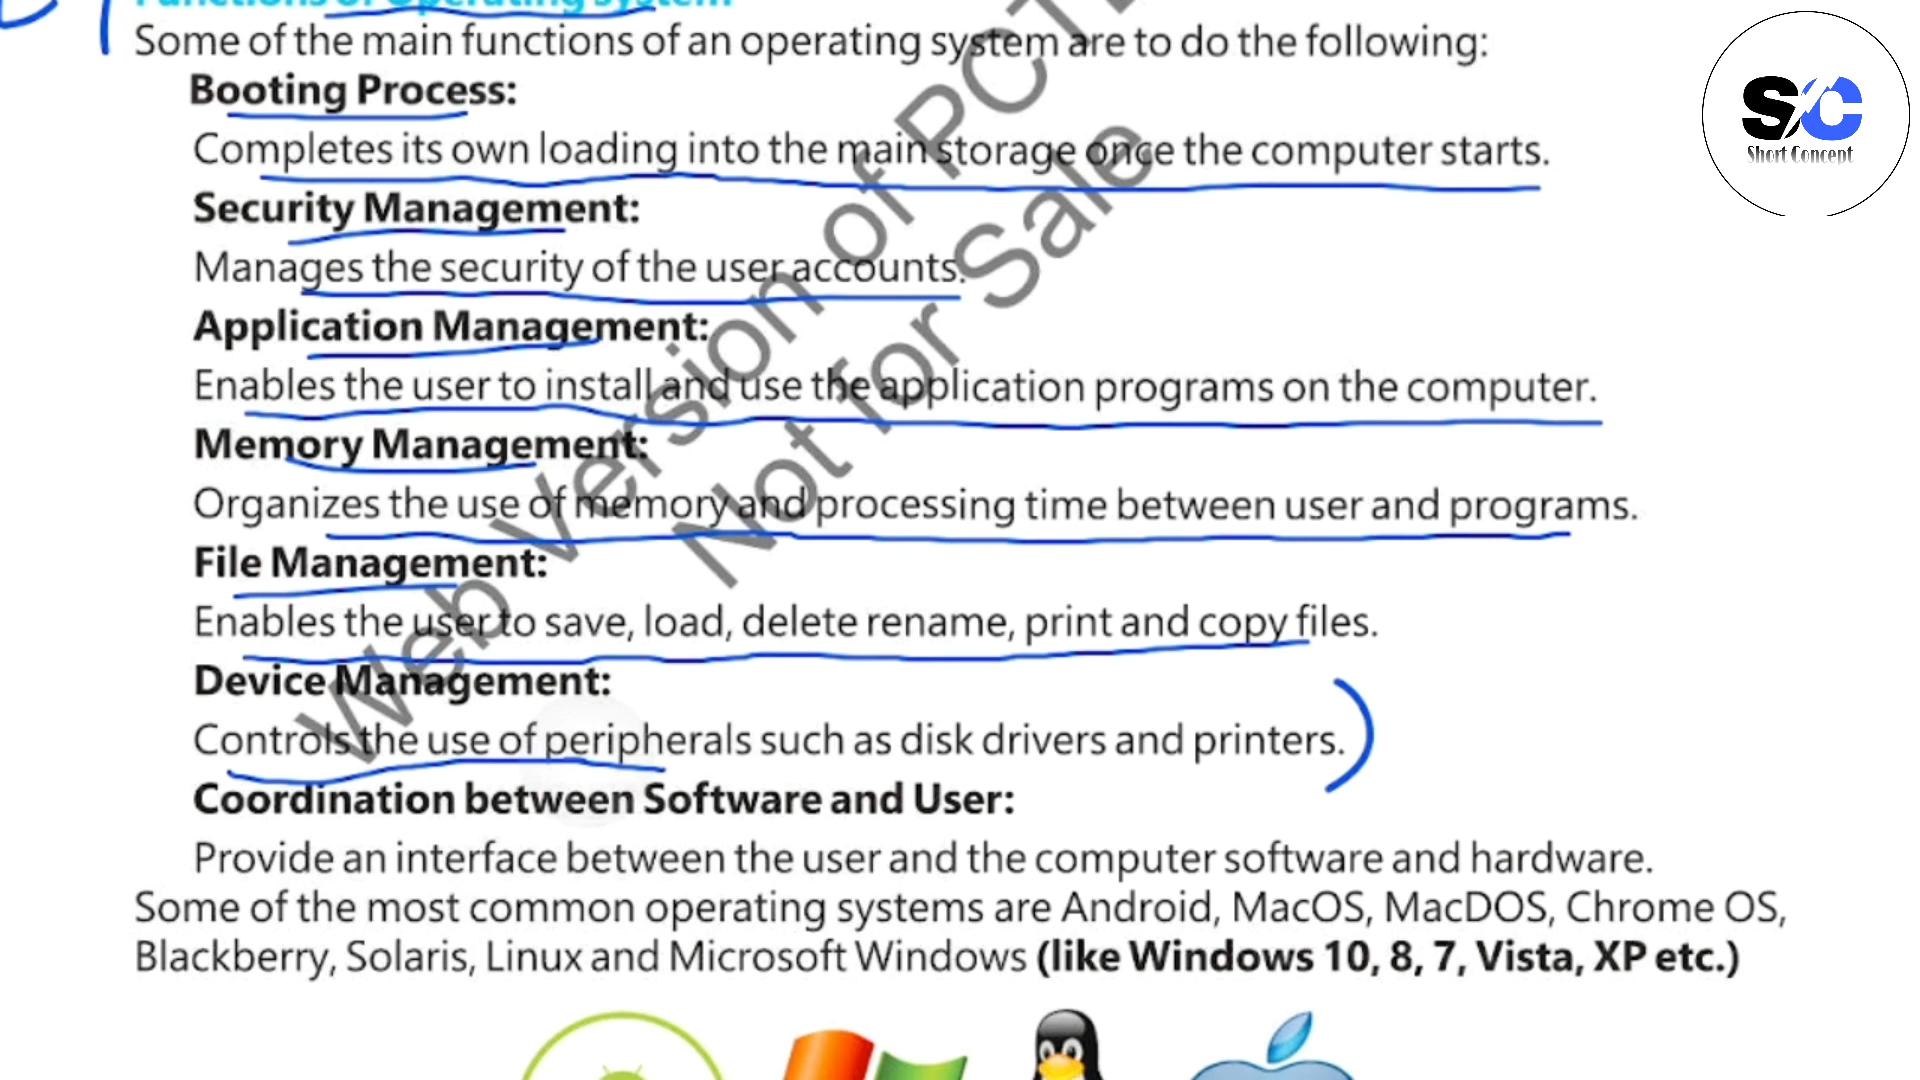 Functions of Operating System
Some of the main functions of an operating system are to do the following:
Booting Process:
Completes its own loading into the main storage once the computer starts.
Security Management:
Manages the security of the user accounts.
Application Management:
Enables the user to install and use the application programs on the computer.
Memory Management:
Organizes the use of memory and processing time between user and programs.
File Management:
Enables the user to save, load, delete rename, print and copy files.
Device Management:
Controls the use of peripherals such as disk drivers and printers.
Coordination between Software and User:
Provide an interface between the user and the computer software and hardware.
Some of the most common operating systems are Android, MacOS, MacDOS, Chrome OS,
Blackberry, Solaris, Linux and Microsoft Windows (like Windows 10, 8, 7, Vista, XP etc.)
Web Version of PCT
Not for Sale
S/C
Short Concept